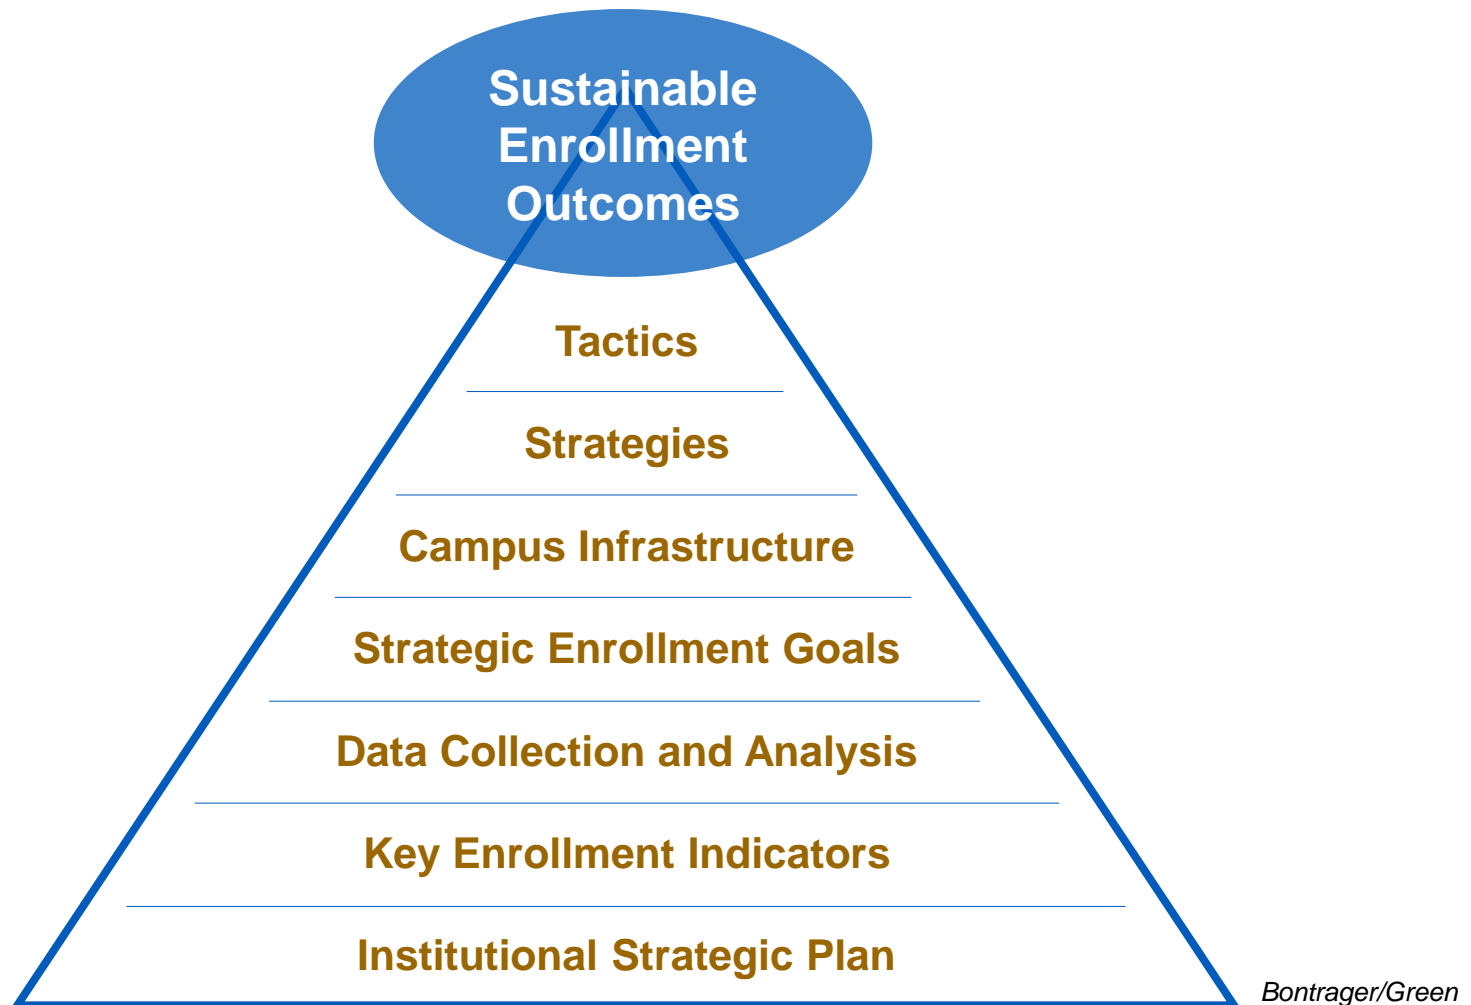 Sustainable
Enrollment
Outcomes
Tactics
Strategies
Campus Infrastructure
Strategic Enrollment Goals
Data Collection and Analysis
Key Enrollment Indicators
Institutional Strategic Plan
Bontrager/Green